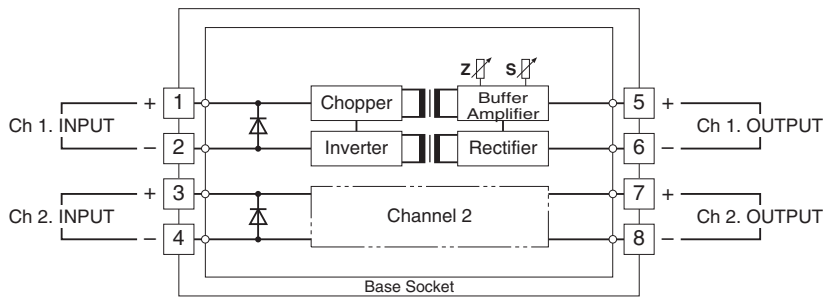 Z S
+ 1 Chopper Buffer Amplifier 5 +
Ch 1. INPUT Ch 1. OUTPUT
– 2 Inverter Rectifier 6 –
+ 3 7 +
Ch 2. INPUT Channel 2 Ch 2. OUTPUT
– 4 8 –
Base Socket